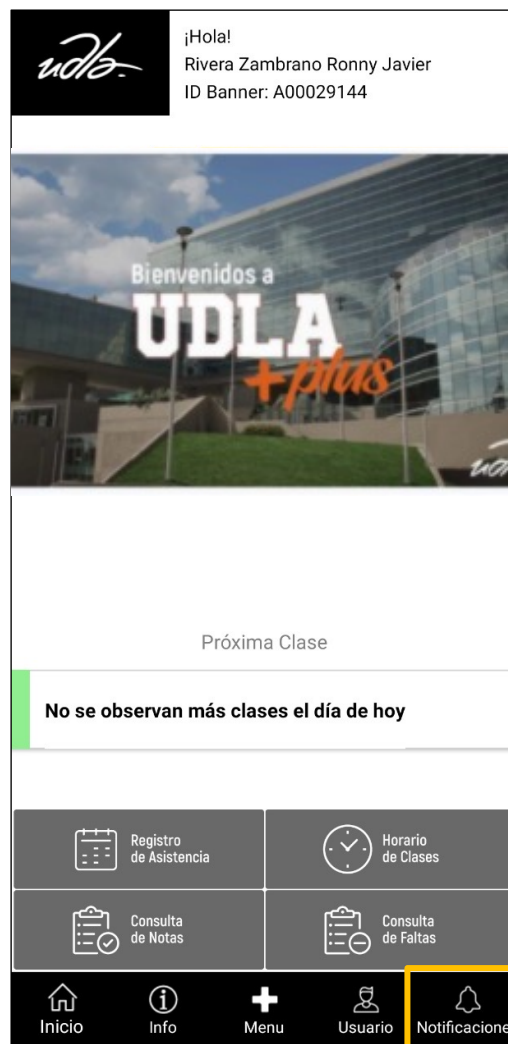 udla-
¡Hola!
Rivera Zambrano Ronny Javier
ID Banner: A00029144
Bienvenidos a
UDLA
+plus
Próxima Clase
No se observan más clases el día de hoy
Registro
de Asistencia
Horario
de Clases
Consulta
de Notas
Consulta
de Faltas
Inicio
Info
Menu
Usuario
Notificacione